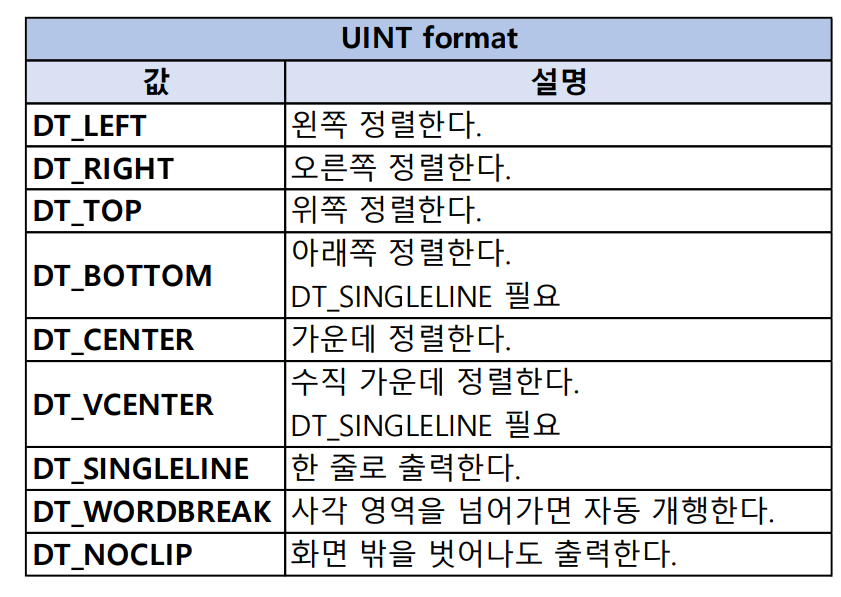 UINT format
값 설명
DT_LEFT 왼쪽 정렬한다.
DT_RIGHT 오른쪽 정렬한다.
DT_TOP 위쪽 정렬한다.
DT_BOTTOM 아래쪽 정렬한다.
DT_SINGLELINE 필요
DT_CENTER 가운데 정렬한다.
DT_VCENTER 수직 가운데 정렬한다.
DT_SINGLELINE 필요
DT_SINGLELINE 한 줄로 출력한다.
DT_WORDBREAK 사각 영역을 넘어가면 자동 개행한다.
DT_NOCLIP 화면 밖을 벗어나도 출력한다.